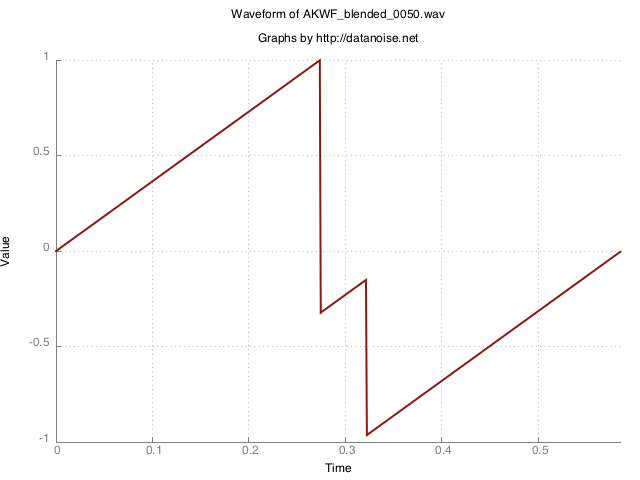 Waveform of AKWF_blended_0050.wav
Graphs by http://datanoise.net
1
0.5
0
-0.5
-1
Value
0 0.1 0.2 0.3 0.4 0.5
Time